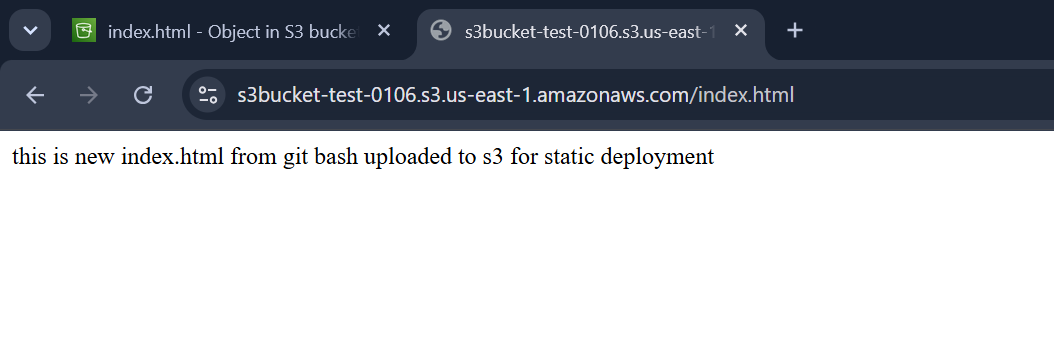 index.html - Object in S3 bucke
s3bucket-test-0106.s3.us-east-1
s3bucket-test-0106.s3.us-east-1.amazonaws.com/index.html
this is new index.html from git bash uploaded to s3 for static deployment